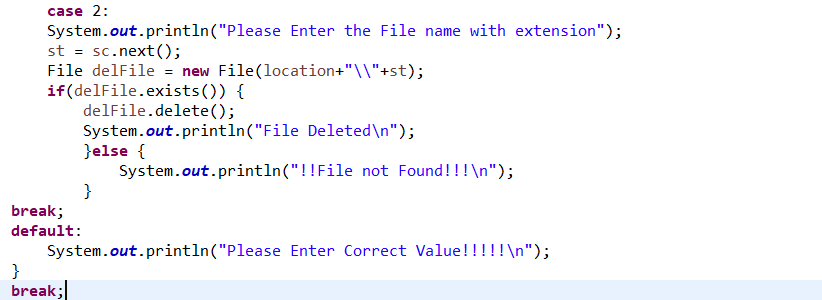 case 2:
System.out.println("Please Enter the File name with extension");
st = sc.next();
File delFile = new File(location+"\\"+st);
if(delFile.exists()) {
delFile.delete();
System.out.println("File Deleted\n");
}else {
System.out.println("!!File not Found!!!\n");
}
break;
default:
System.out.println("Please Enter Correct Value!!!!!\n");
}
break;